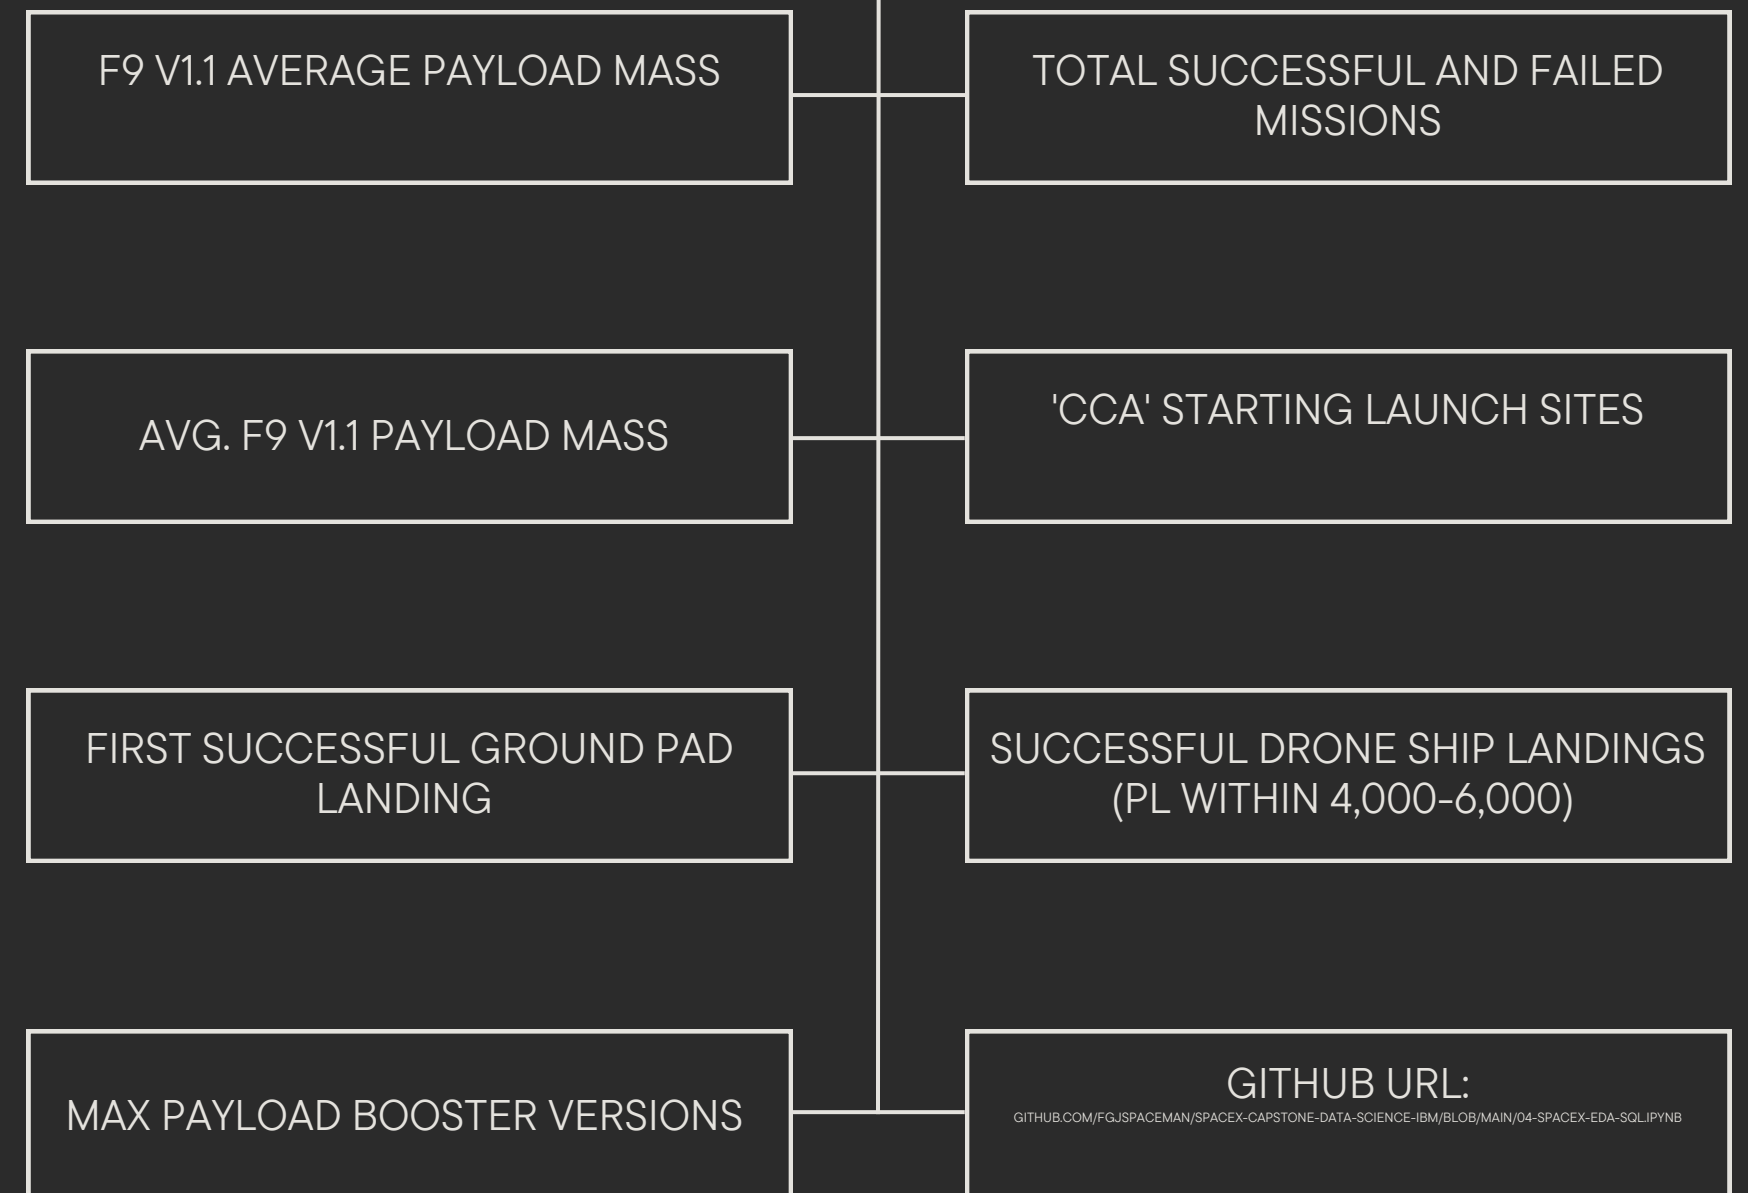 F9 V1.1 AVERAGE PAYLOAD MASS
TOTAL SUCCESSFUL AND FAILED
MISSIONS
AVG. F9 V1.1 PAYLOAD MASS
'CCA' STARTING LAUNCH SITES
FIRST SUCCESSFUL GROUND PAD
LANDING
SUCCESSFUL DRONE SHIP LANDINGS
(PL WITHIN 4,000-6,000)
MAX PAYLOAD BOOSTER VERSIONS
GITHUB URL:
GITHUB.COM/FGJSPACEMAN/SPACEX-CAPSTONE-DATA-SCIENCE-IBM/BLOB/MAIN/04-SPACEX-EDA-SQL.IPYNB